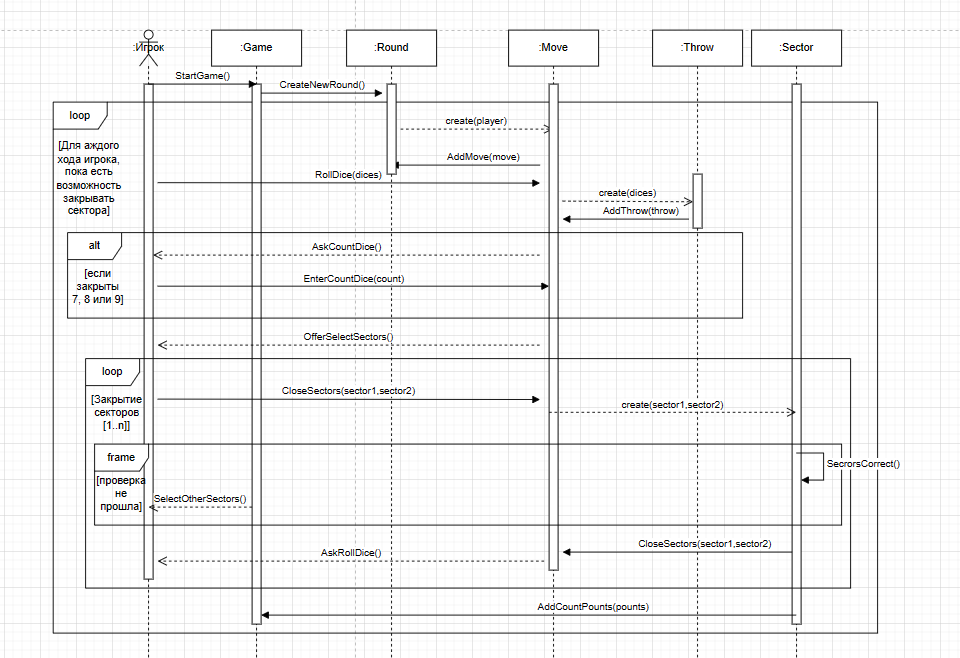 :Игрок
:Game
:Round
:Move
:Throw
:Sector
StartGame()
CreateNewRound()
loop
[Для аждого
хода игрока,
пока есть
возможность
закрывать
сектора]
create(player)
AddMove(move)
RollDice(dices)
create(dices)
AddThrow(throw)
alt
[если
закрыты
7, 8 или 9]
AskCountDice()
EnterCountDice(count)
OfferSelectSectors()
loop
[Закрытие
секторов
[1..n]]
CloseSectors(sector1,sector2)
create(sector1,sector2)
frame
[проверка
не
прошла]
SecrorsCorrect()
SelectOtherSectors()
CloseSectors(sector1,sector2)
AskRollDice()
AddCountPounts(pounts)